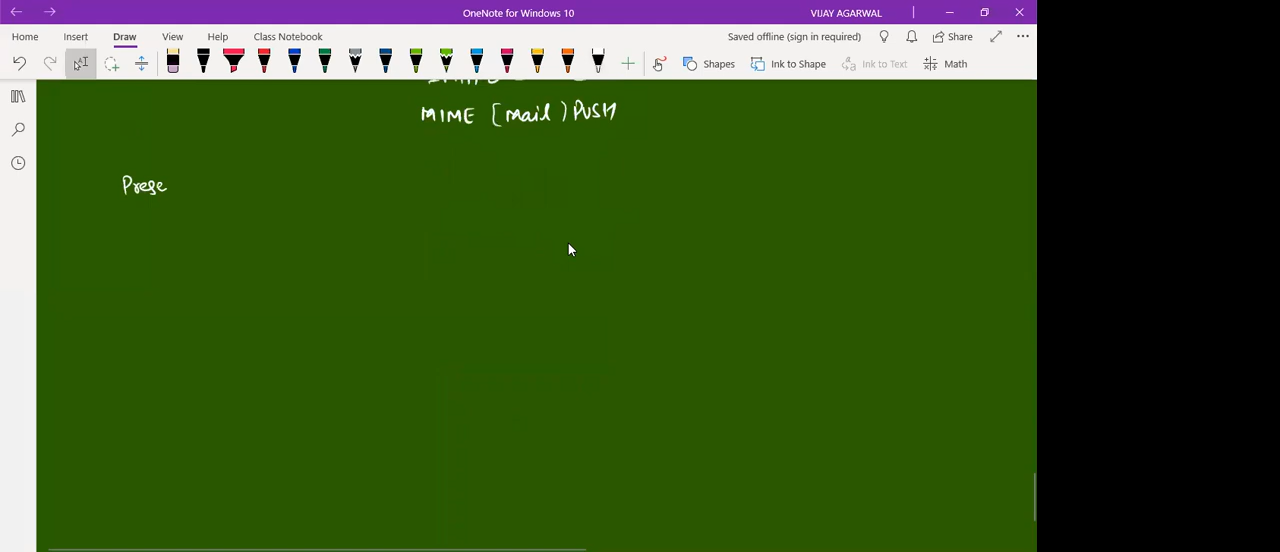 OneNote for Windows 10
VIJAY AGARWAL
Home Insert Draw View Help Class Notebook
Saved offline (sign in required) Share
Shapes Ink to Shape Ink to Text Math
MIME [Mail) PUSH
Prese